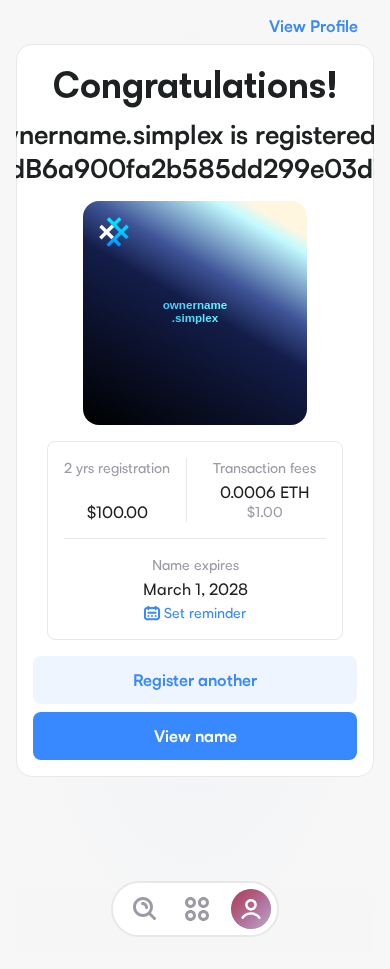 View Profile
Congratulations!
ownername.simplex is registered
dB6a900fa2b585dd299e03d
ownername
.simplex
2 yrs registration
$100.00
Transaction fees
0.0006 ETH
$1.00
Name expires
March 1, 2028
Set reminder
Register another
View name